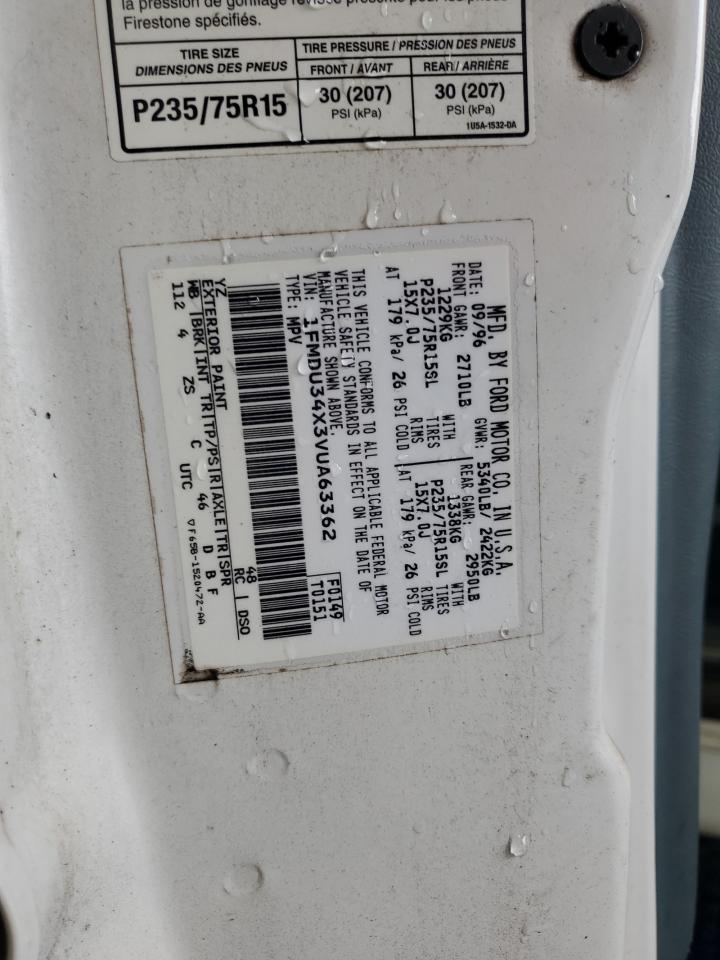 la pression de gonflage révisée présente pour les pneus
Firestone spécifiés.
TIRE SIZE
DIMENSIONS DES PNEUS
TIRE PRESSURE / PRESSION DES PNEUS
FRONT / AVANT
REAR / ARRIÈRE
P235/75R15
30 (207)
PSI (kPa)
30 (207)
PSI (kPa)
1U5A-1532-DA
MFD. BY FORD MOTOR CO. IN U.S.A.
DATE: 09/96 GVWR: 5340LB/ 2422KG
FRONT GAWR: 2710LB REAR GAWR: 2950LB
1229KG WITH 1338KG WITH
P235/75R15SL TIRES P235/75R15SL TIRES
15X7.0J RIMS 15X7.0J RIMS
AT 179 kPa/ 26 PSI COLD AT 179 kPa/ 26 PSI COLD
THIS VEHICLE CONFORMS TO ALL APPLICABLE FEDERAL MOTOR
VEHICLE SAFETY STANDARDS IN EFFECT ON THE DATE OF
MANUFACTURE SHOWN ABOVE.
VIN: 1FMDU34X3VUA63362 F0149
TYPE: MPV T0151
YZ 48
EXTERIOR PAINT RC | DSO
WB |BRK|INT TR|TP/PS|R|AXLE|TR|SPR
112 4 ZS C 46 D B F
UTC ▽F65B-1520472-AA